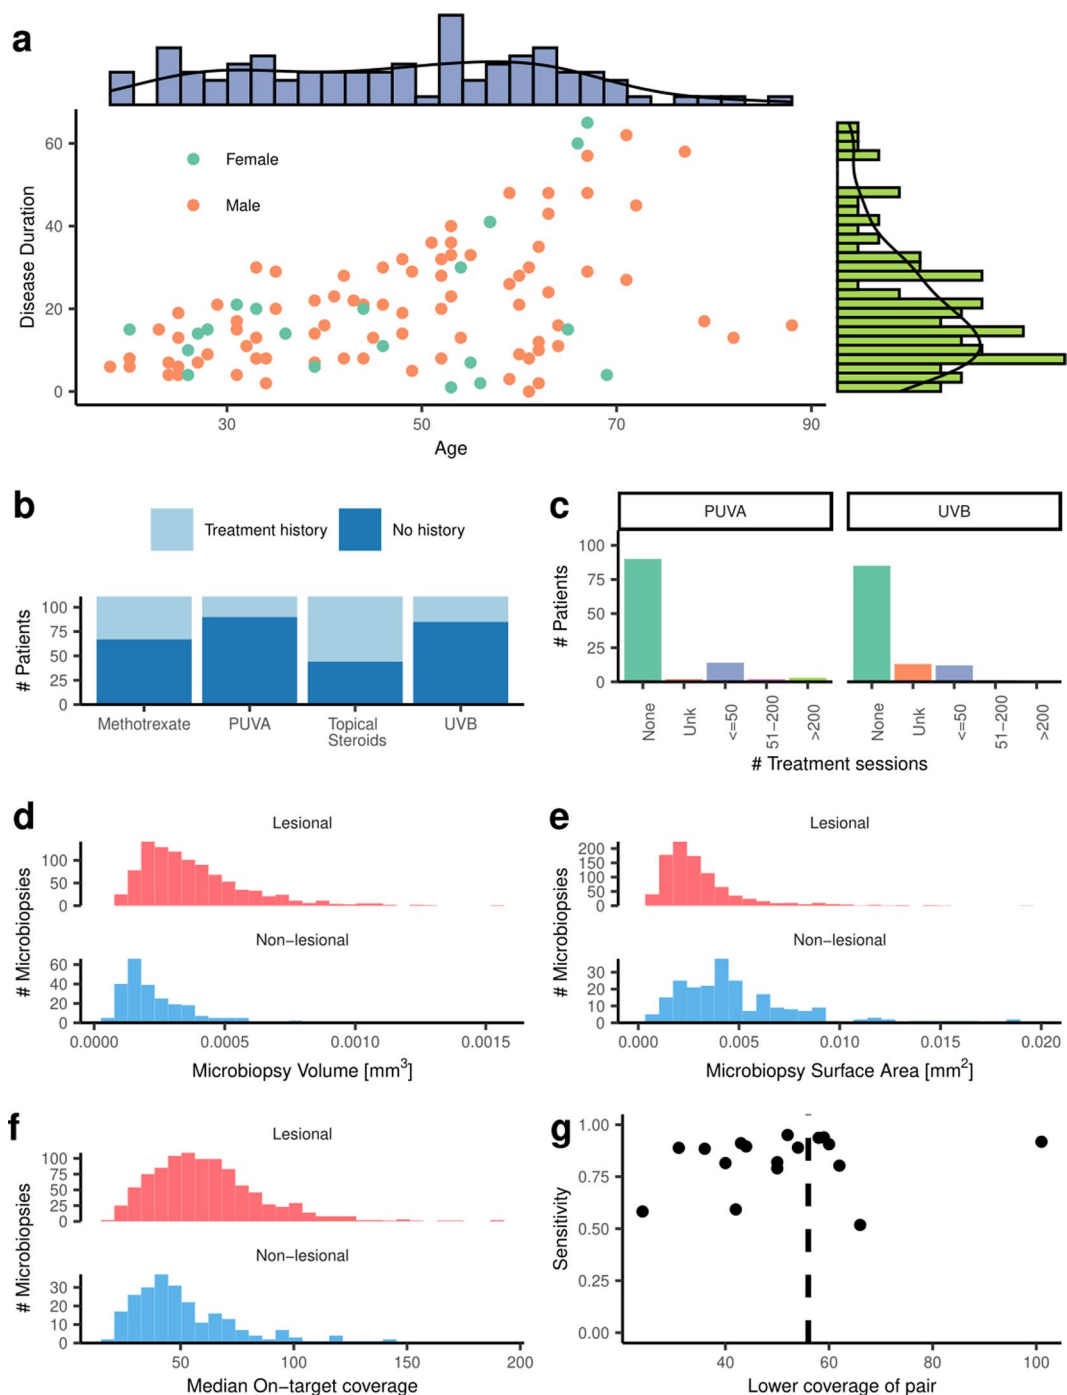 a
60
40
20
0
Disease Duration
Female
Male
30
50
70
90
Age
b
Treatment history
No history
100
75
50
25
0
# Patients
Methotrexate
PUVA
Topical
Steroids
UVB
c
PUVA
UVB
100
75
50
25
0
# Patients
None
Unk
<=50
51−200
>200
None
Unk
<=50
51−200
>200
# Treatment sessions
d
Lesional
100
50
0
Non−lesional
60
40
20
0
# Microbiopsies
# Microbiopsies
0.0000
0.0005
0.0010
0.0015
Microbiopsy Volume [mm³]
e
Lesional
200
150
100
50
0
Non−lesional
30
20
10
0
# Microbiopsies
# Microbiopsies
0.000
0.005
0.010
0.015
0.020
Microbiopsy Surface Area [mm²]
f
Lesional
100
75
50
25
0
Non−lesional
30
20
10
0
# Microbiopsies
# Microbiopsies
50
100
150
200
Median On−target coverage
g
1.00
0.75
0.50
0.25
0.00
Sensitivity
40
60
80
100
Lower coverage of pair